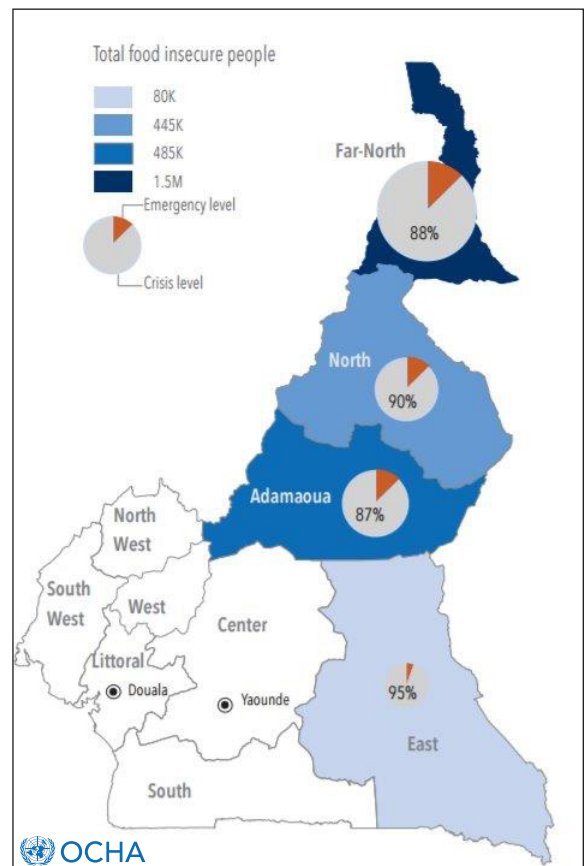 Total food insecure people
80K
445K
485K
1.5M
Emergency level
Crisis level
Far-North
88%
North
90%
Adamaoua
87%
North
West
South
West
West
Center
Littoral
Douala
Yaounde
95%
East
South
OCHA